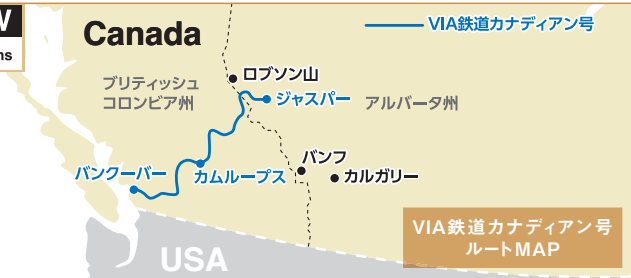 W
ns
Canada
VIA鉄道カナディアン号
ロブソン山
ブリティッシュ
コロンビア州
ジャスパー
アルバータ州
バンクーバー
カムループス
バンフ
カルガリー
VIA鉄道カナディアン号
ルートMAP
USA